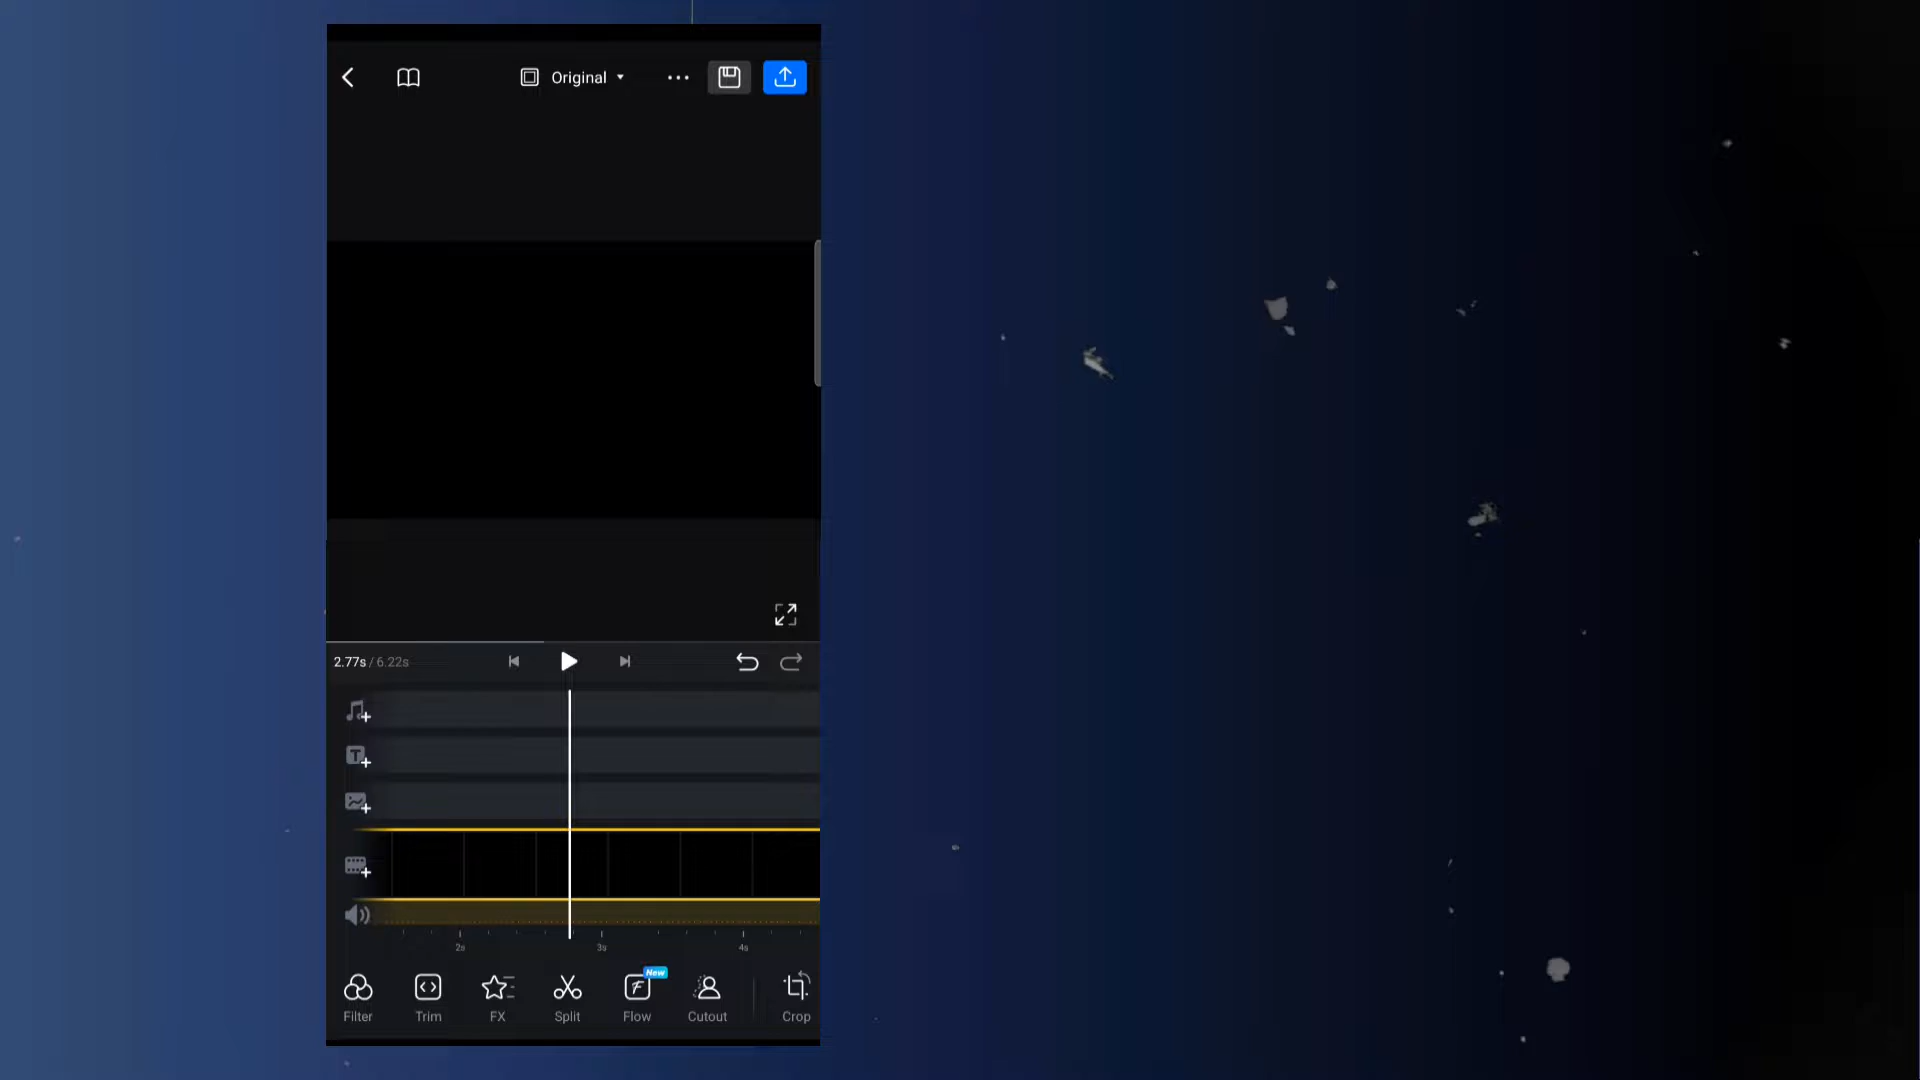 Original
2.77s / 6.22s
2s 3s 4s
New
Filter Trim FX Split Flow Cutout Crop